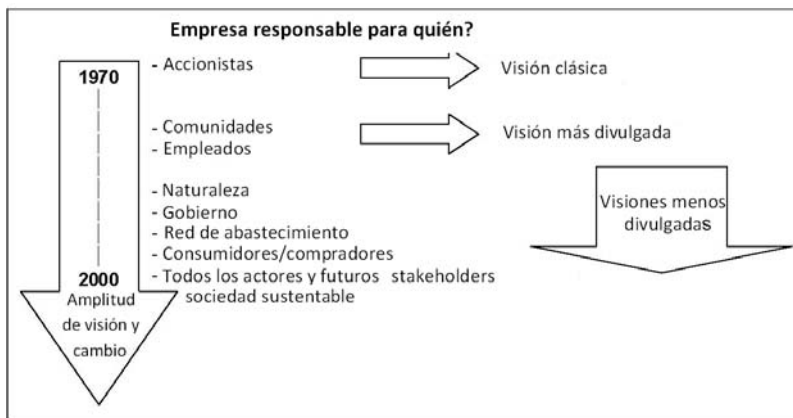 Empresa responsable para quién?
1970
- Accionistas
Visión clásica
- Comunidades
- Empleados
Visión más divulgada
- Naturaleza
- Gobierno
- Red de abastecimiento
- Consumidores/compradores
- Todos los actores y futuros stakeholders
sociedad sustentable
Visiones menos
divulgadas
2000
Amplitud
de visión y
cambio